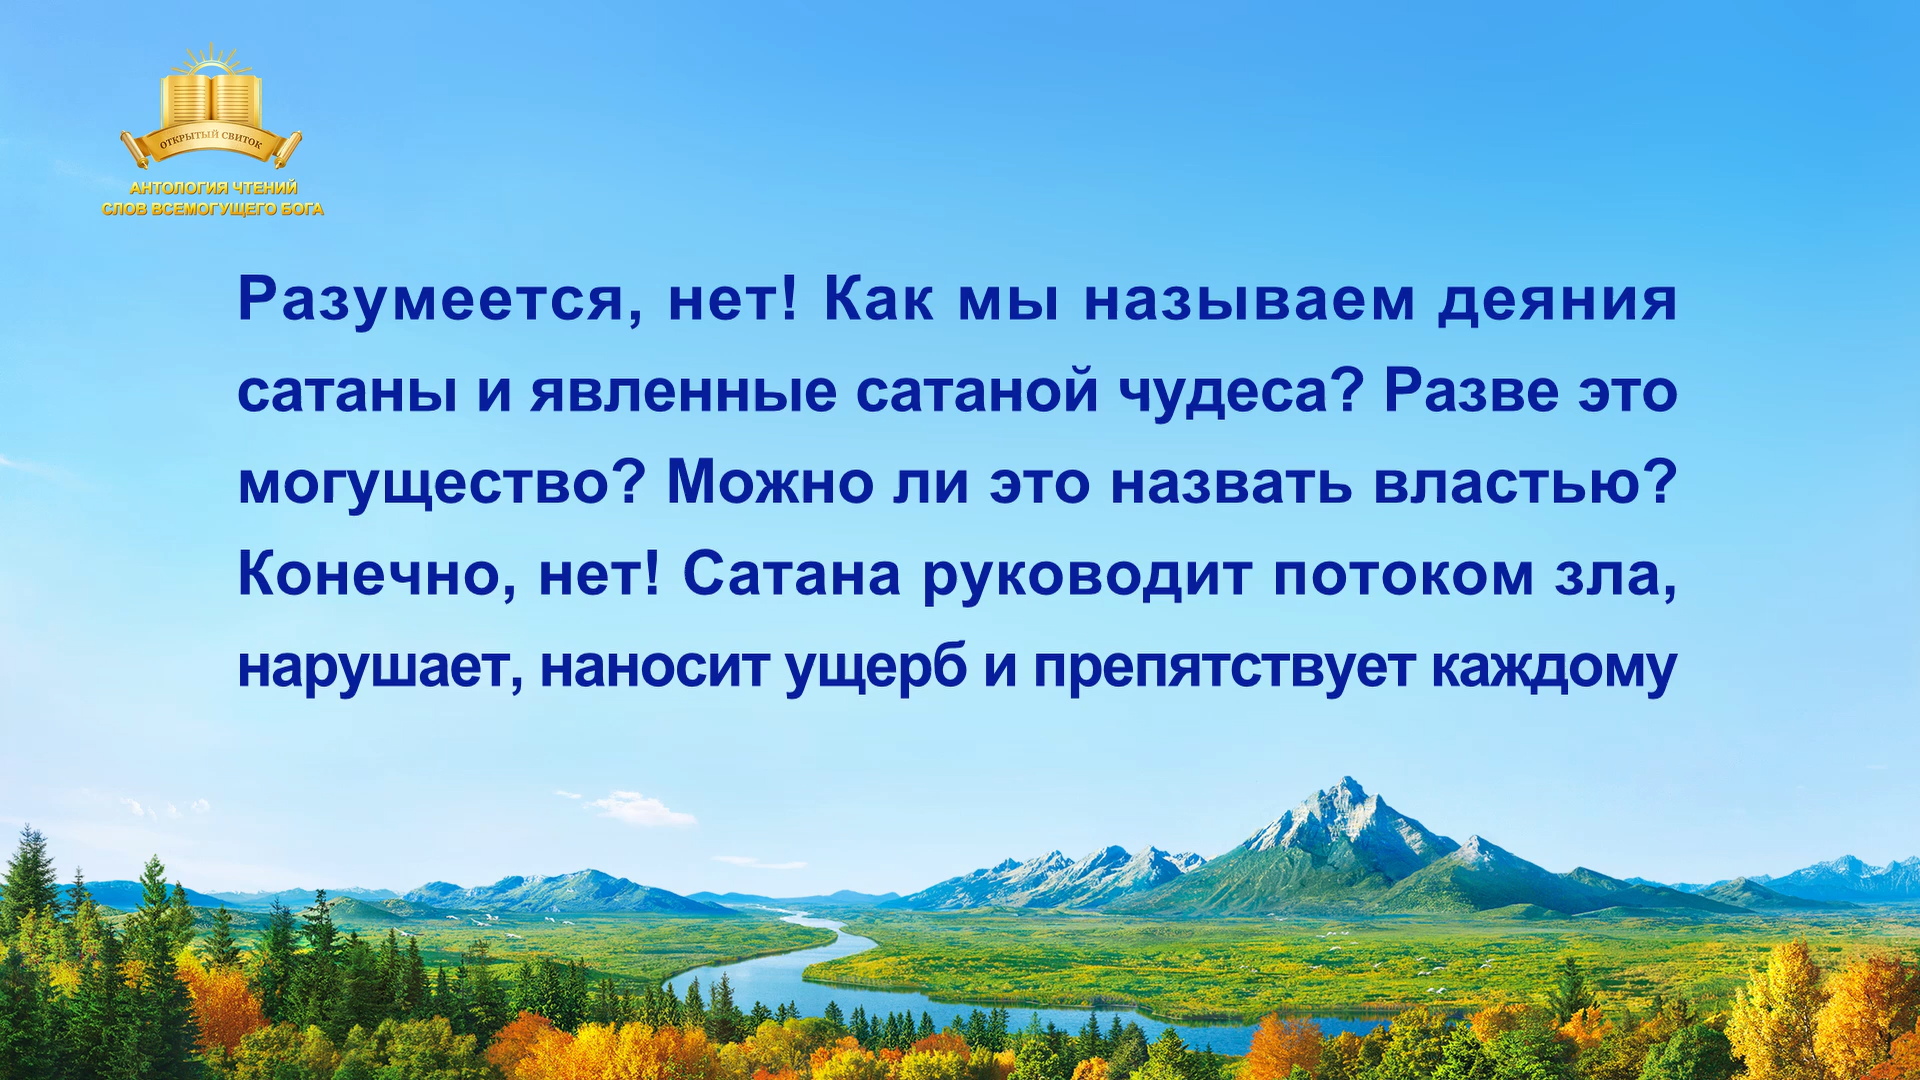 ОТКРЫТЫЙ СВИТОК
АНТОЛОГИЯ ЧТЕНИЙ
СЛОВ ВСЕМОГУЩЕГО БОГА
Разумеется, нет! Как мы называем деяния
сатаны и явленные сатаной чудеса? Разве это
могущество? Можно ли это назвать властью?
Конечно, нет! Сатана руководит потоком зла,
нарушает, наносит ущерб и препятствует каждому